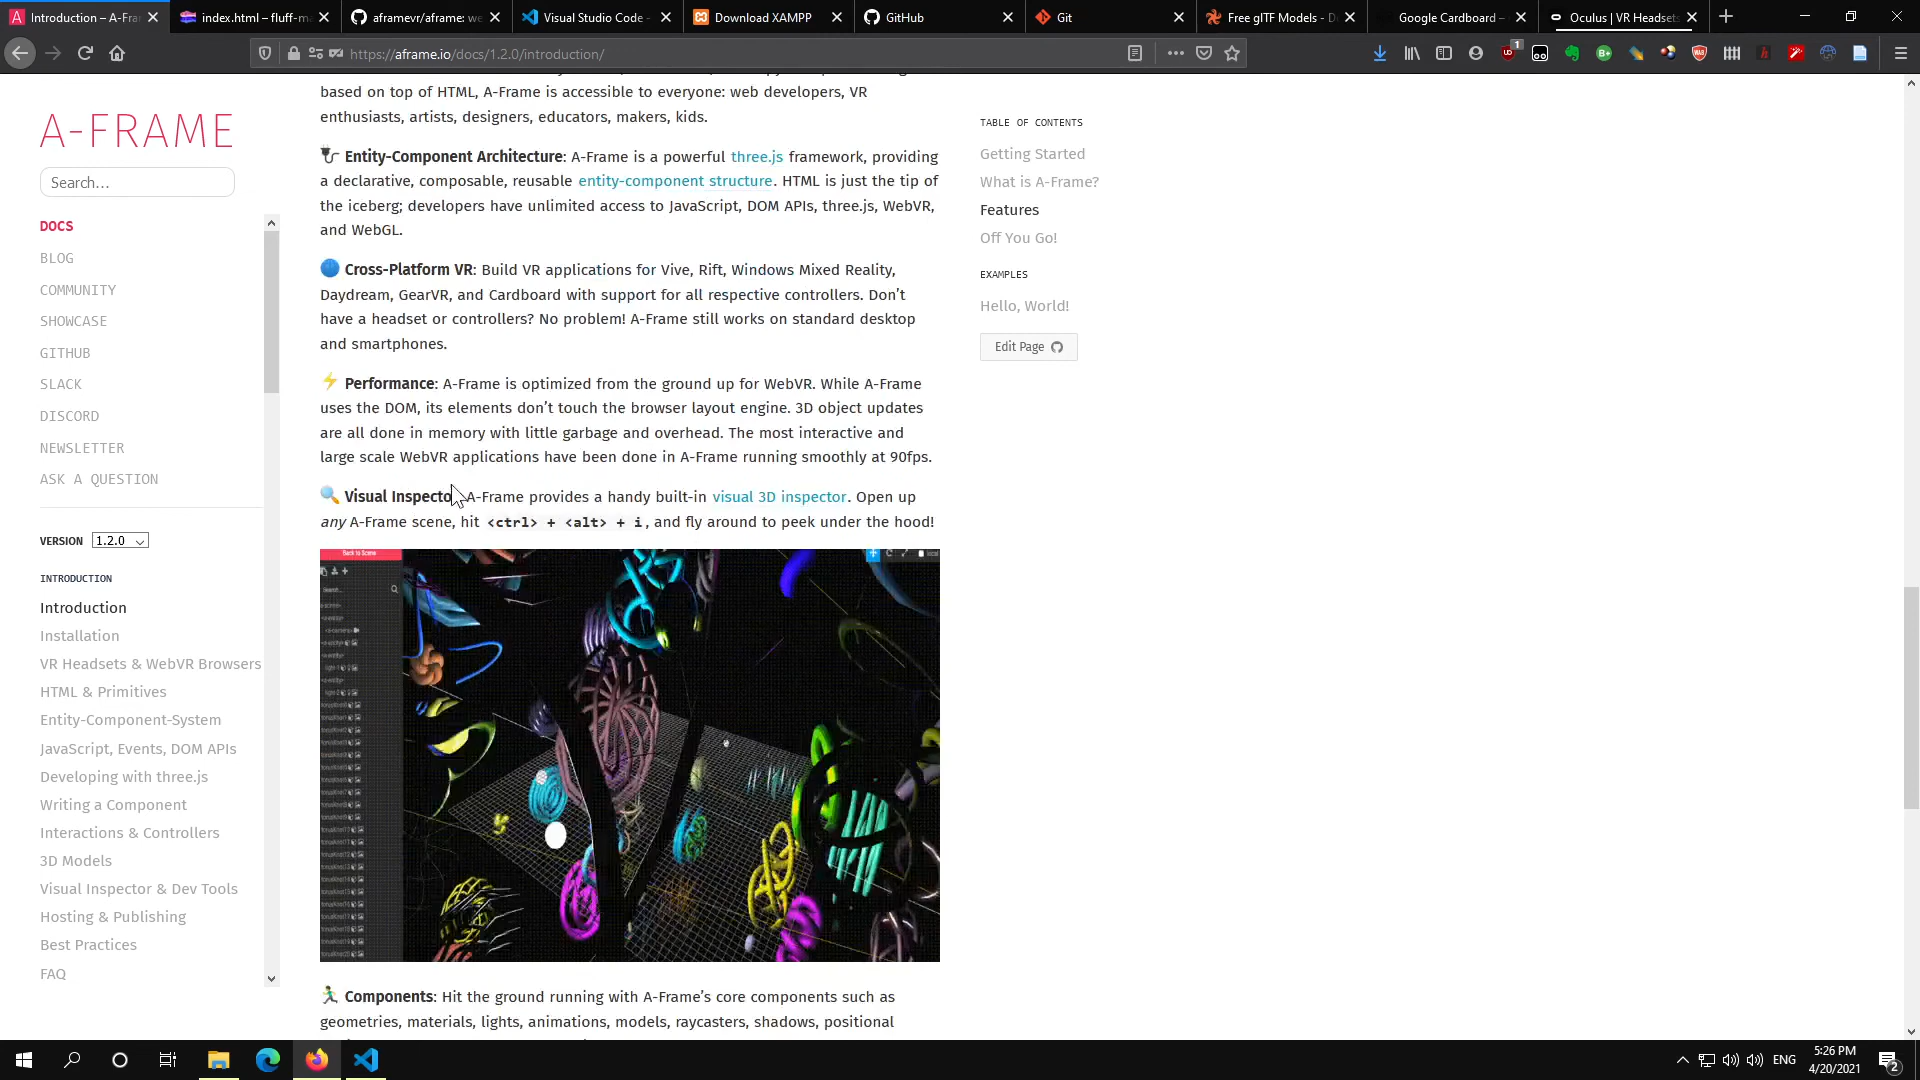 Introduction – A-Fra
index.html – fluff-m
aframevr/aframe: we
Visual Studio Code -
Download XAMPP
GitHub
Git
Free glTF Models - D
Google Cardboard –
Oculus | VR Headsets
https://aframe.io/docs/1.2.0/introduction/
1
A-FRAME
Search...
DOCS
BLOG
COMMUNITY
SHOWCASE
GITHUB
SLACK
DISCORD
NEWSLETTER
ASK A QUESTION
VERSION 1.2.0
INTRODUCTION
Introduction
Installation
VR Headsets & WebVR Browsers
HTML & Primitives
Entity-Component-System
JavaScript, Events, DOM APIs
Developing with three.js
Writing a Component
Interactions & Controllers
3D Models
Visual Inspector & Dev Tools
Hosting & Publishing
Best Practices
FAQ
based on top of HTML, A-Frame is accessible to everyone: web developers, VR
enthusiasts, artists, designers, educators, makers, kids.
Entity-Component Architecture: A-Frame is a powerful three.js framework, providing
a declarative, composable, reusable entity-component structure. HTML is just the tip of
the iceberg; developers have unlimited access to JavaScript, DOM APIs, three.js, WebVR,
and WebGL.
Cross-Platform VR: Build VR applications for Vive, Rift, Windows Mixed Reality,
Daydream, GearVR, and Cardboard with support for all respective controllers. Don’t
have a headset or controllers? No problem! A-Frame still works on standard desktop
and smartphones.
Performance: A-Frame is optimized from the ground up for WebVR. While A-Frame
uses the DOM, its elements don’t touch the browser layout engine. 3D object updates
are all done in memory with little garbage and overhead. The most interactive and
large scale WebVR applications have been done in A-Frame running smoothly at 90fps.
Visual Inspecto A-Frame provides a handy built-in visual 3D inspector. Open up
any A-Frame scene, hit <ctrl> + <alt> + i, and fly around to peek under the hood!
Back to Scene
Components: Hit the ground running with A-Frame’s core components such as
geometries, materials, lights, animations, models, raycasters, shadows, positional
TABLE OF CONTENTS
Getting Started
What is A-Frame?
Features
Off You Go!
EXAMPLES
Hello, World!
Edit Page
ENG
5:26 PM
4/20/2021
2